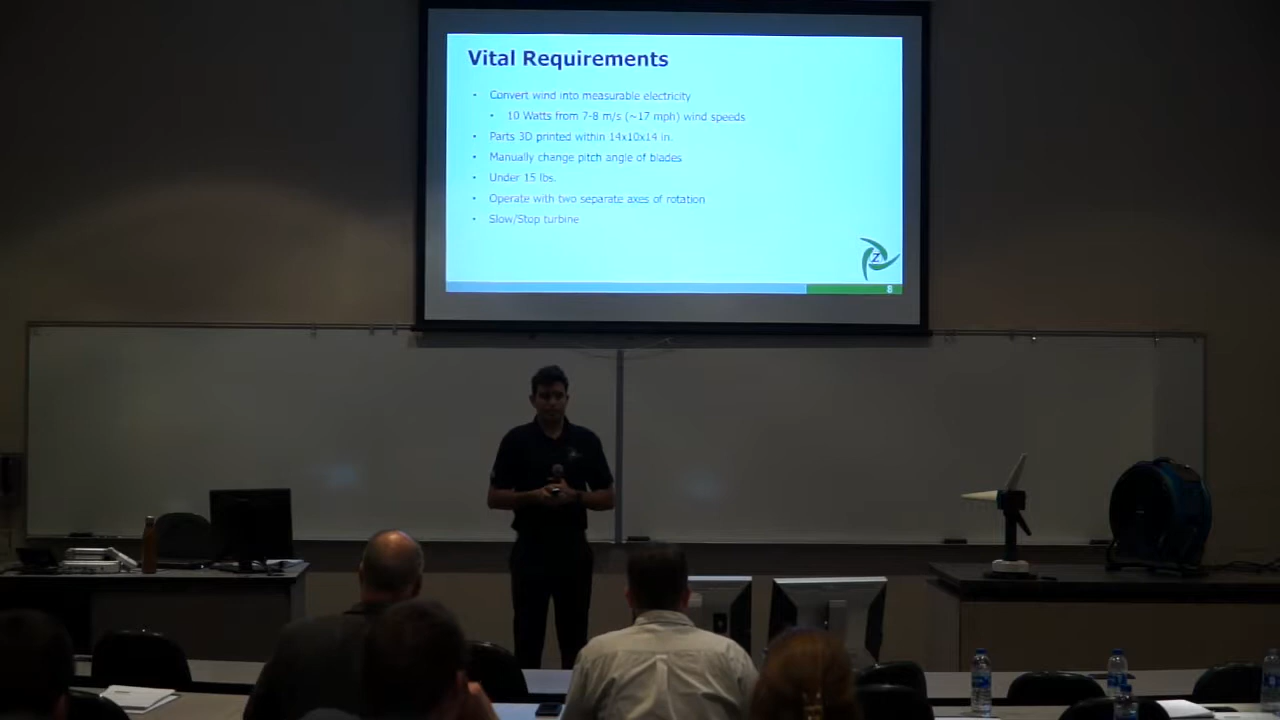 Vital Requirements
• Convert wind into measurable electricity
• 10 Watts from 7-8 m/s (~17 mph) wind speeds
• Parts 3D printed within 14x10x14 in.
• Manually change pitch angle of blades
• Under 15 lbs.
• Operate with two separate axes of rotation
• Slow/Stop turbine
Z
8